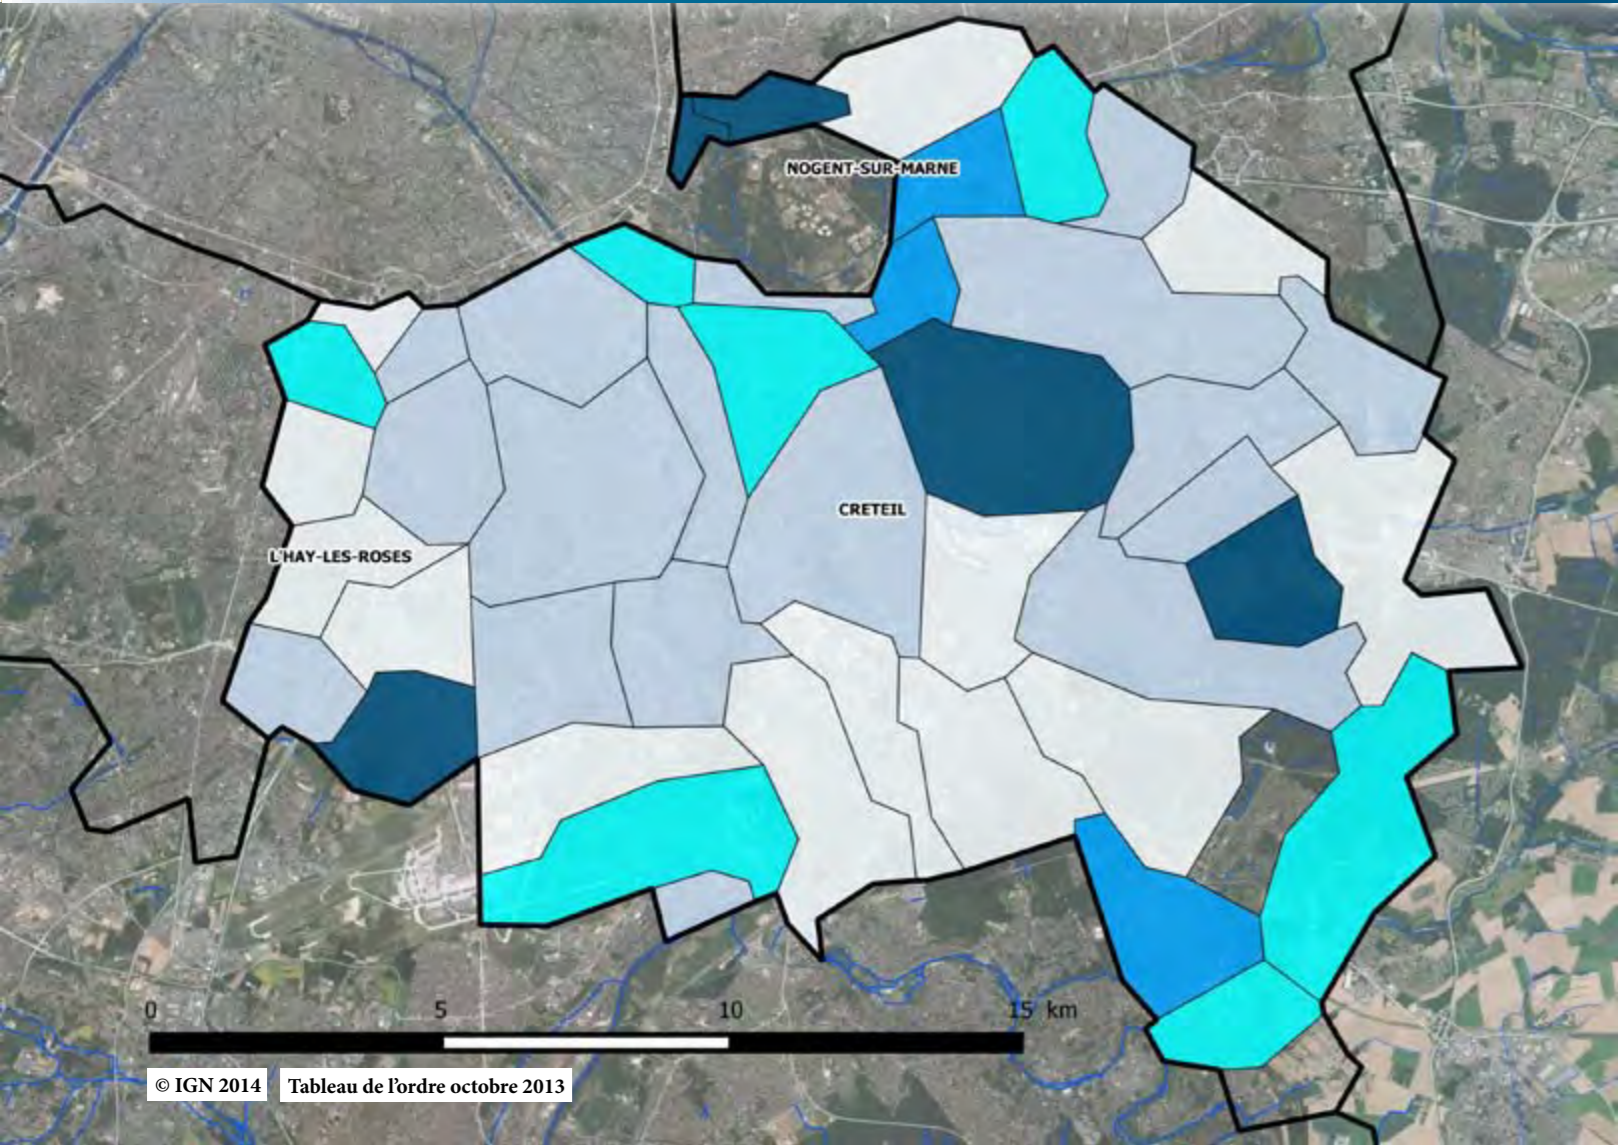 NOGENT-SUR-MARNE
CRETEIL
L'HAY-LES-ROSES
0 5 10 15 km
© IGN 2014 Tableau de l'ordre octobre 2013